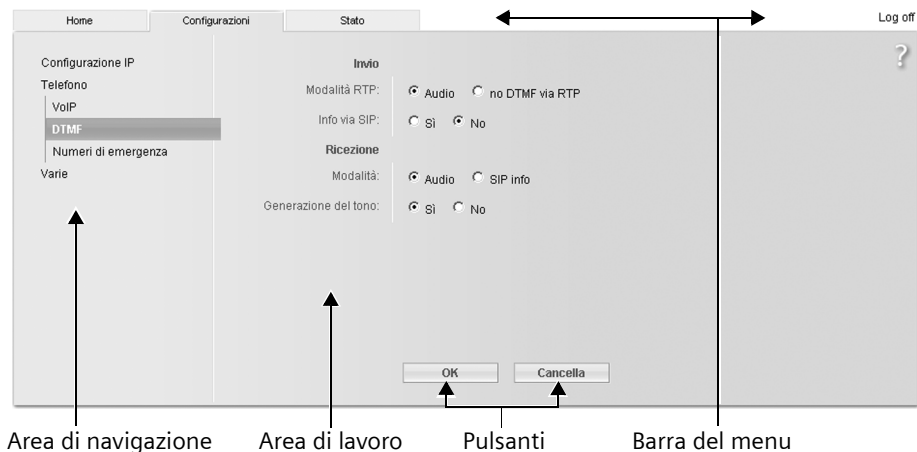 Home Configurazioni Stato Log off
?
Configurazione IP
Telefono
VoIP
DTMF
Numeri di emergenza
Varie
Invio
Modalità RTP: Audio no DTMF via RTP
Info via SIP: Sì No
Ricezione
Modalità: Audio SIP info
Generazione del tono: Sì No
OK Cancella
Area di navigazione Area di lavoro Pulsanti Barra del menu